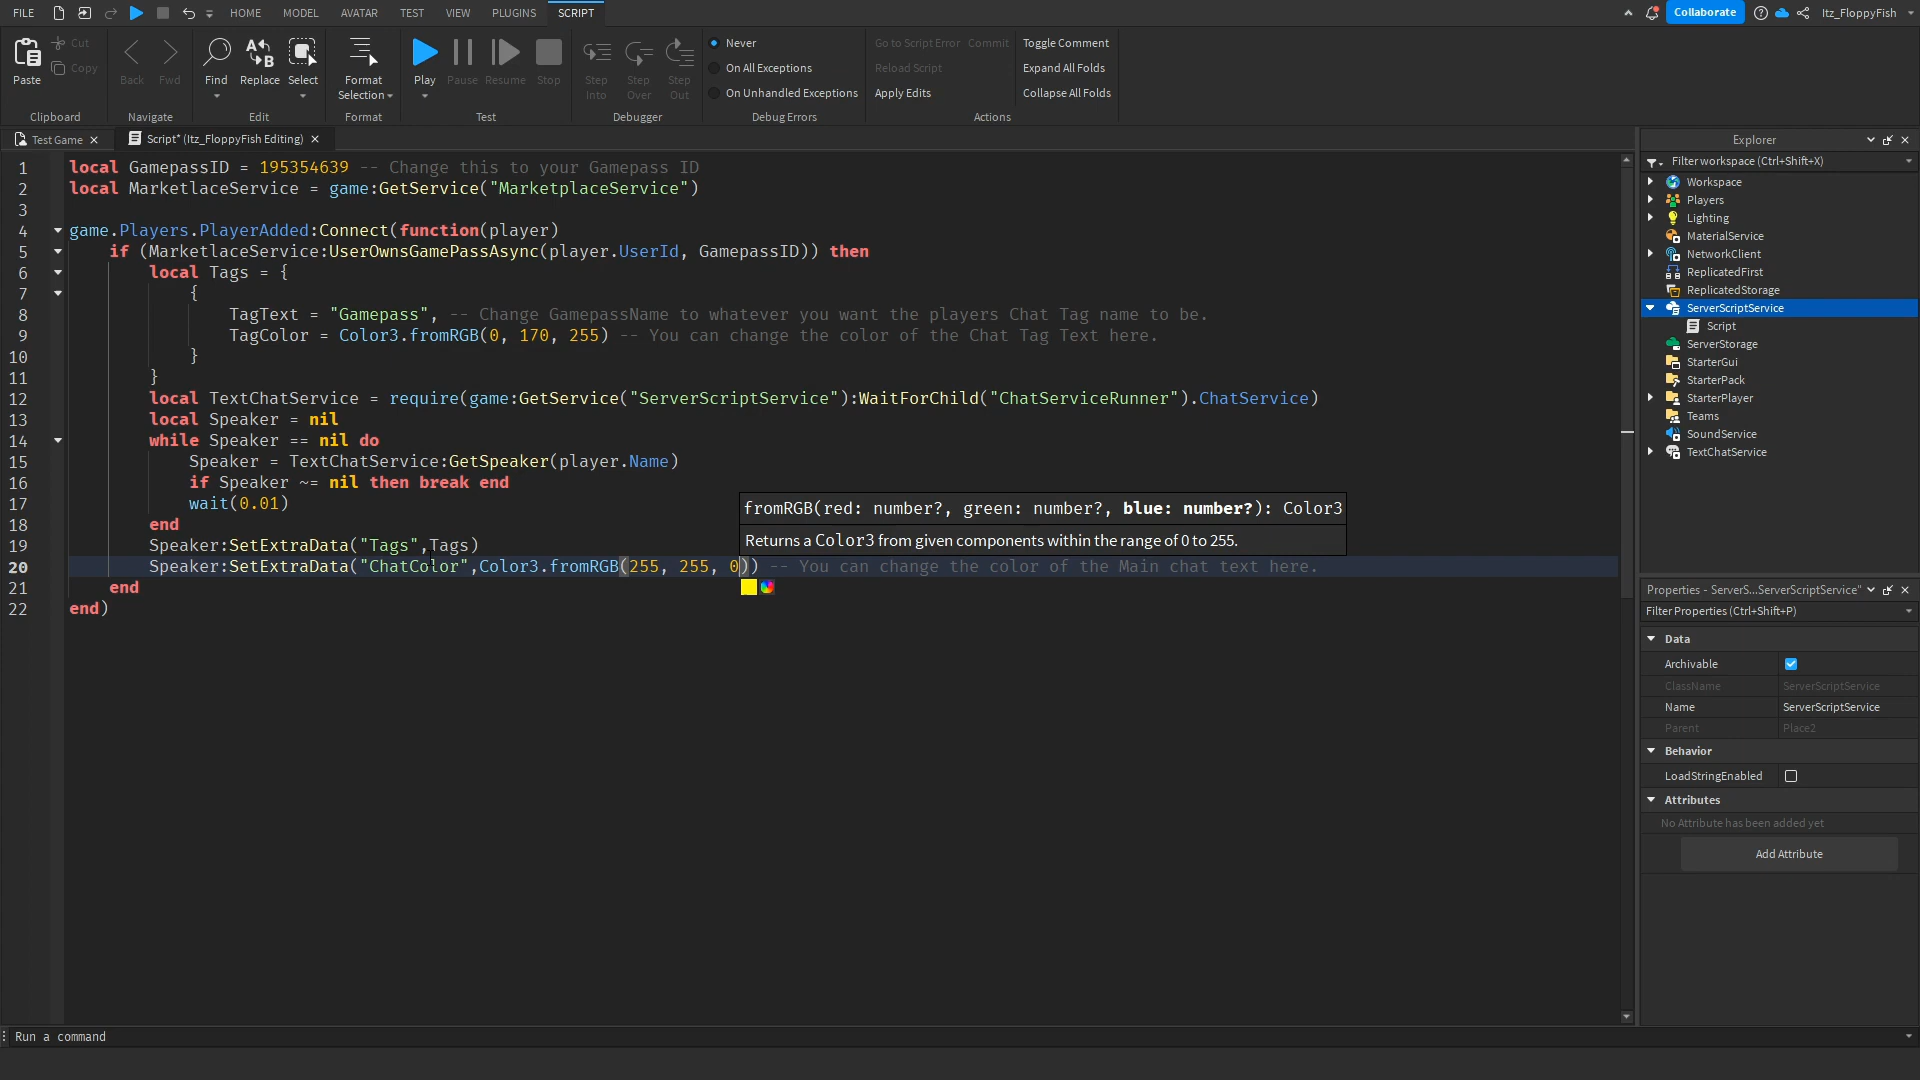 FILE HOME MODEL AVATAR TEST VIEW PLUGINS SCRIPT Collaborate Itz_FloppyFish
Paste Cut Copy Back Fwd Find Replace Select Format Selection Play Pause Resume Stop Step Into Step Over Step Out
Never Go to Script Error Commit Toggle Comment
On All Exceptions Reload Script Expand All Folds
On Unhandled Exceptions Apply Edits Collapse All Folds
Clipboard Navigate Edit Format Test Debugger Debug Errors Actions
Test Game Script* (Itz_FloppyFish Editing)
1 local GamepassID = 195354639 -- Change this to your Gamepass ID
2 local MarketlaceService = game:GetService("MarketplaceService")
3
4 game.Players.PlayerAdded:Connect(function(player)
5 if (MarketlaceService:UserOwnsGamePassAsync(player.UserId, GamepassID)) then
6 local Tags = {
7 {
8 TagText = "Gamepass", -- Change GamepassName to whatever you want the players Chat Tag name to be.
9 TagColor = Color3.fromRGB(0, 170, 255) -- You can change the color of the Chat Tag Text here.
10 }
11 }
12 local TextChatService = require(game:GetService("ServerScriptService"):WaitForChild("ChatServiceRunner").ChatService)
13 local Speaker = nil
14 while Speaker == nil do
15 Speaker = TextChatService:GetSpeaker(player.Name)
16 if Speaker ~= nil then break end
17 wait(0.01)
18 end
19 Speaker:SetExtraData("Tags",Tags)
20 Speaker:SetExtraData("ChatColor",Color3.fromRGB(255, 255, 0)) -- You can change the color of the Main chat text here.
21 end
22 end)
fromRGB(red: number?, green: number?, blue: number?): Color3
Returns a Color3 from given components within the range of 0 to 255.
Explorer
Filter workspace (Ctrl+Shift+X)
Workspace
Players
Lighting
MaterialService
NetworkClient
ReplicatedFirst
ReplicatedStorage
ServerScriptService
Script
ServerStorage
StarterGui
StarterPack
StarterPlayer
Teams
SoundService
TextChatService
Properties - ServerS...ServerScriptService"
Filter Properties (Ctrl+Shift+P)
Data
Archivable
ClassName ServerScriptService
Name ServerScriptService
Parent Place2
Behavior
LoadStringEnabled
Attributes
No Attribute has been added yet
Add Attribute
Run a command